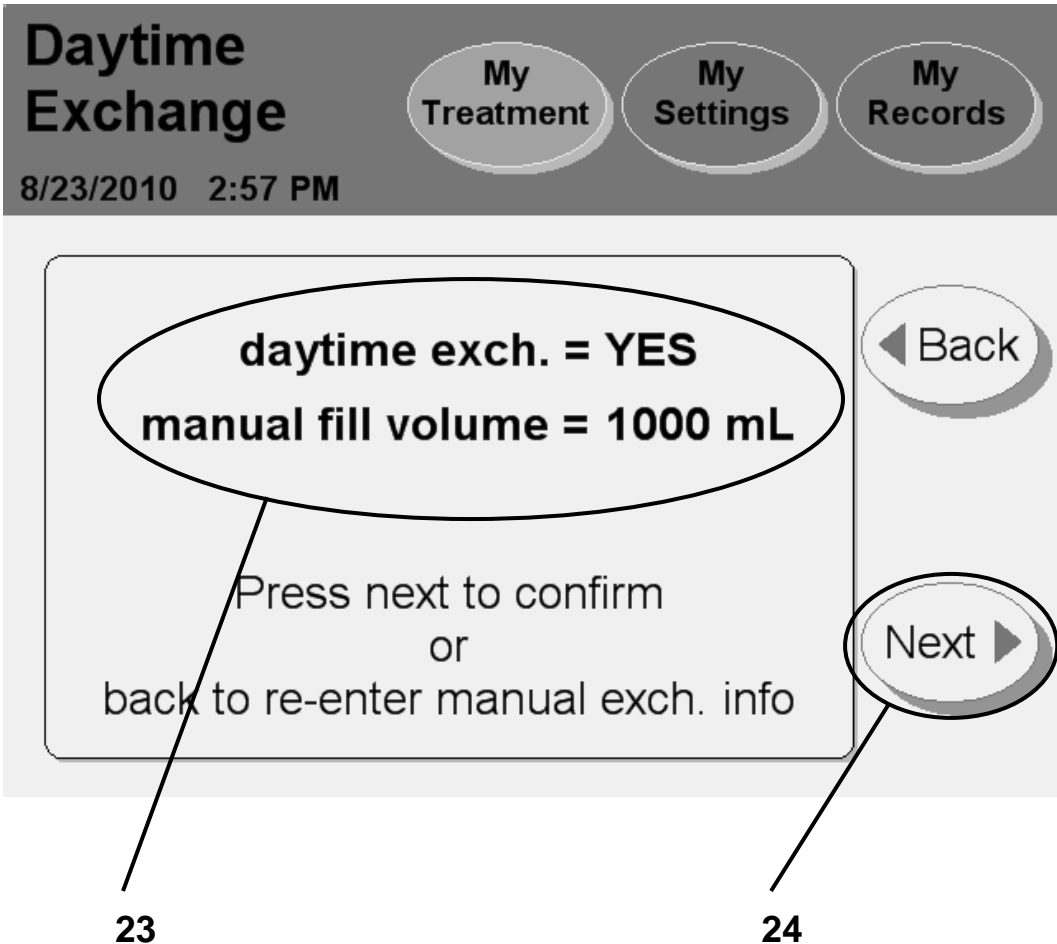 Daytime
Exchange
8/23/2010 2:57 PM
My
Treatment
My
Settings
My
Records
daytime exch. = YES
manual fill volume = 1000 mL
Back
Press next to confirm
or
back to re-enter manual exch. info
Next
23
24